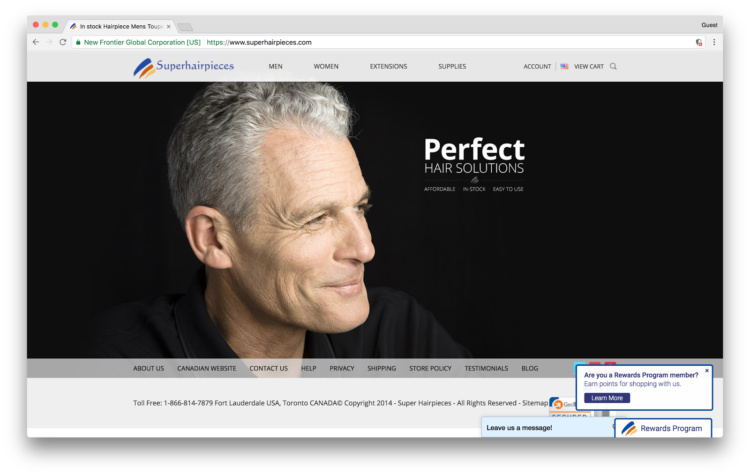 In stock Hairpiece Mens Toupe
Guest
New Frontier Global Corporation [US] https://www.superhairpieces.com
Superhairpieces MEN WOMEN EXTENSIONS SUPPLIES ACCOUNT VIEW CART
Perfect
HAIR SOLUTIONS
AFFORDABLE IN-STOCK EASY TO USE
ABOUT US CANADIAN WEBSITE CONTACT US HELP PRIVACY SHIPPING STORE POLICY TESTIMONIALS BLOG
Are you a Rewards Program member?
Earn points for shopping with us.
Learn More
Toll Free: 1-866-814-7879 Fort Lauderdale USA, Toronto CANADA© Copyright 2014 - Super Hairpieces - All Rights Reserved - Sitemap
Leave us a message!
Rewards Program